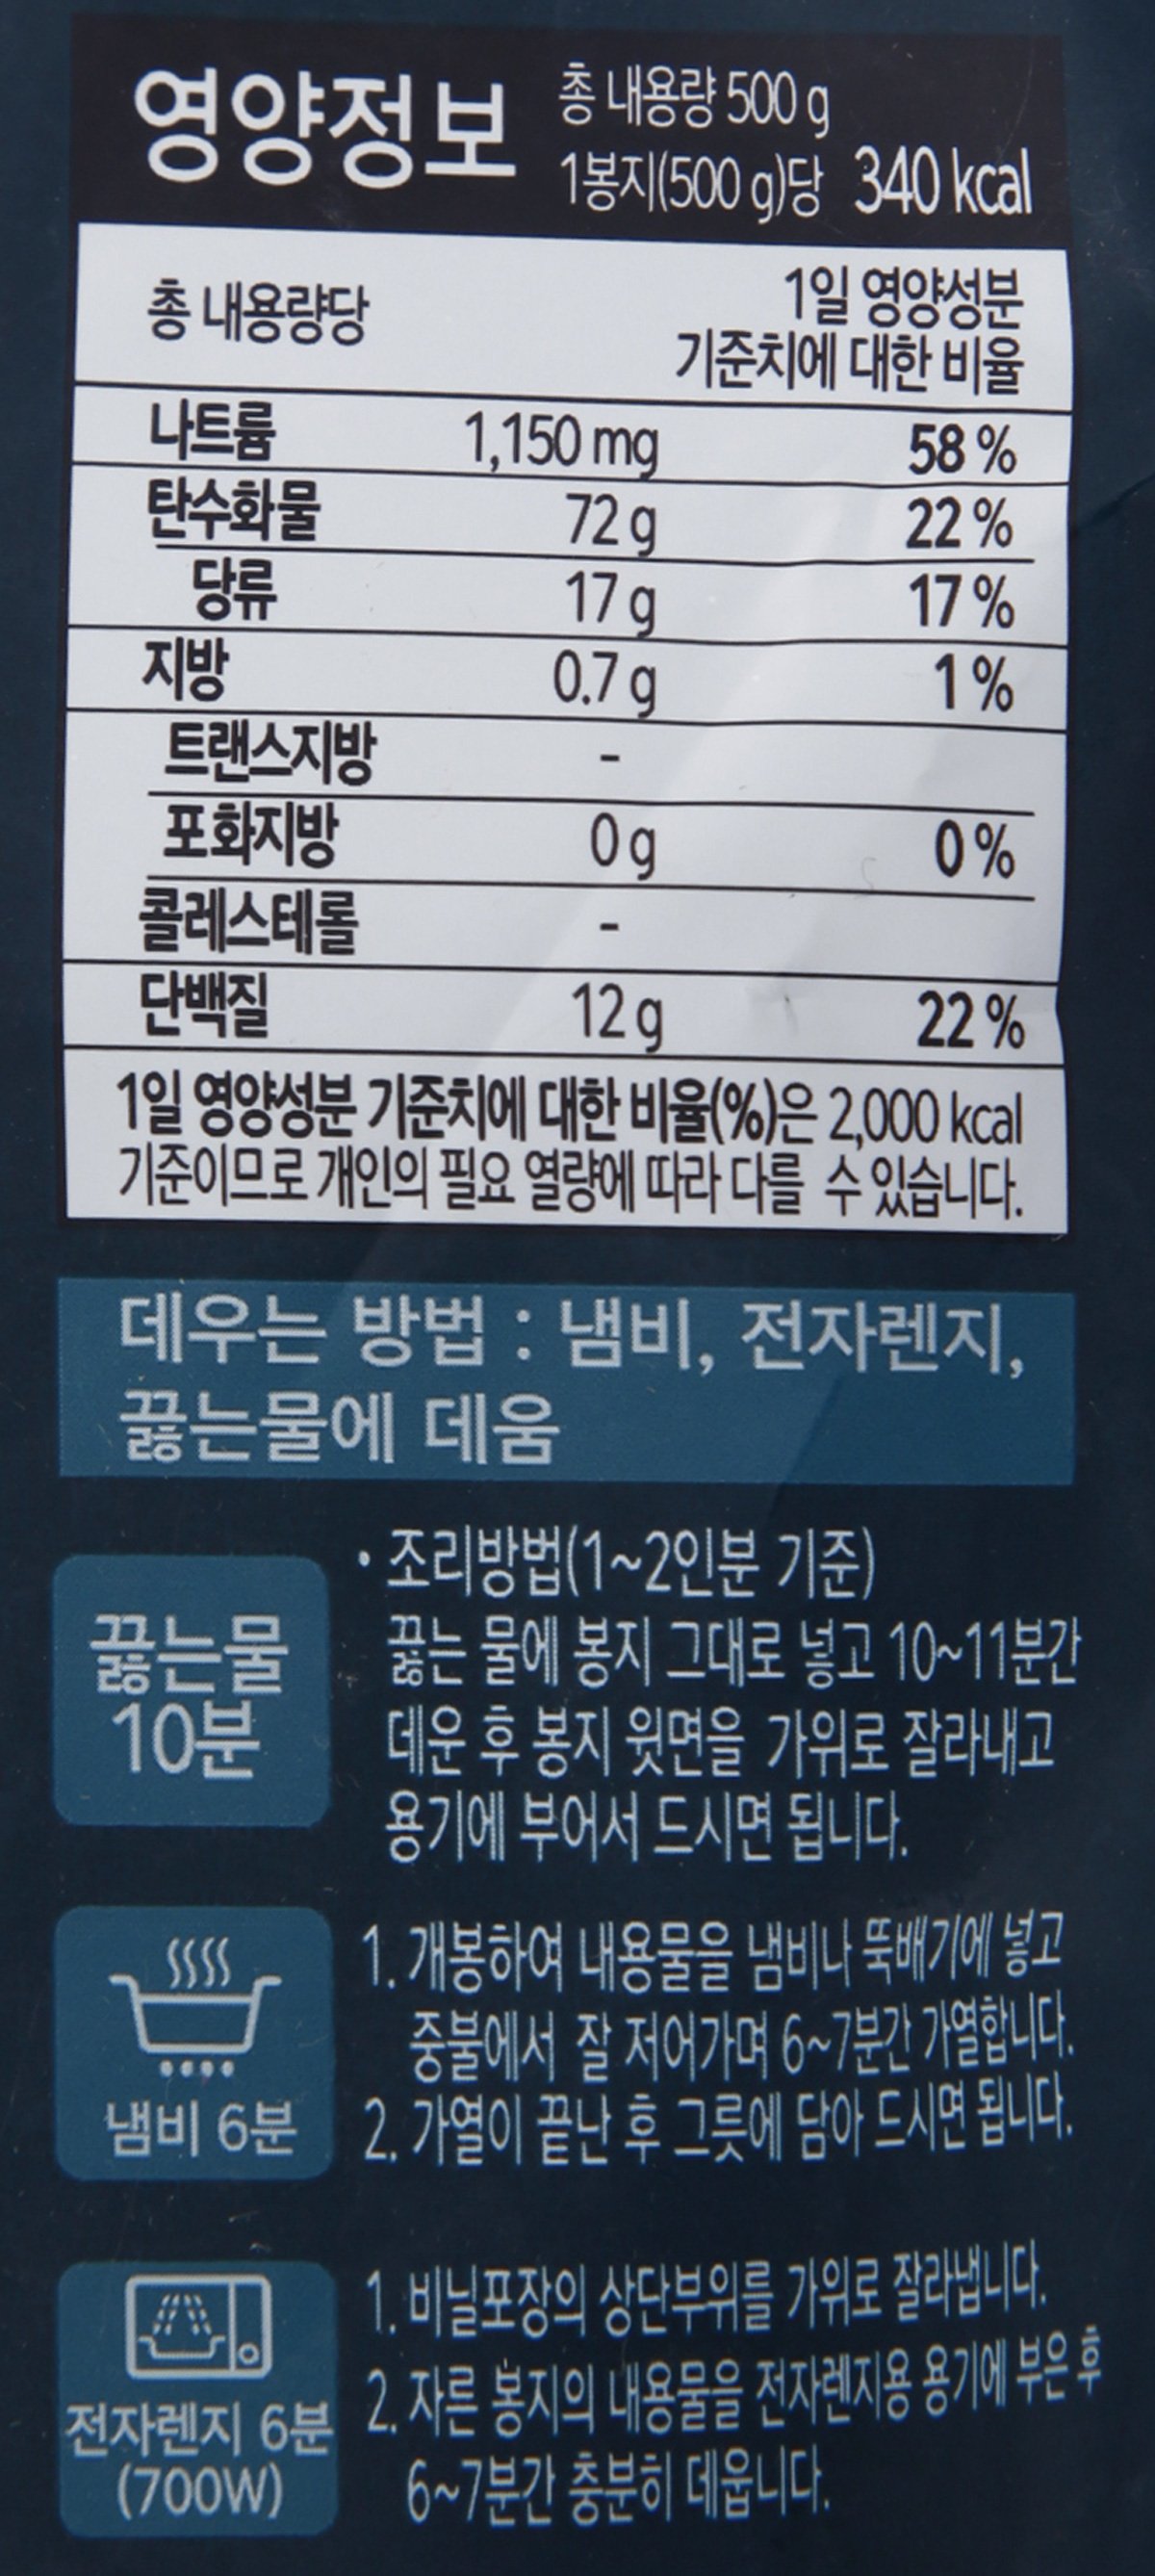 영양정보
총 내용량 500 g
1봉지(500 g)당 340 kcal
총 내용량당
1일 영양성분
기준치에 대한 비율
나트륨 1,150 mg 58 %
탄수화물 72 g 22 %
당류 17 g 17 %
지방 0.7 g 1 %
트랜스지방 -
포화지방 0 g 0 %
콜레스테롤 -
단백질 12 g 22 %
1일 영양성분 기준치에 대한 비율(%)은 2,000 kcal
기준이므로 개인의 필요 열량에 따라 다를 수 있습니다.
데우는 방법 : 냄비, 전자렌지,
끓는물에 데움
끓는물
10분
• 조리방법(1~2인분 기준)
끓는 물에 봉지 그대로 넣고 10~11분간
데운 후 봉지 윗면을 가위로 잘라내고
용기에 부어서 드시면 됩니다.
냄비 6분
1. 개봉하여 내용물을 냄비나 뚝배기에 넣고
중불에서 잘 저어가며 6~7분간 가열합니다.
2. 가열이 끝난 후 그릇에 담아 드시면 됩니다.
전자렌지 6분
(700W)
1. 비닐포장의 상단부위를 가위로 잘라냅니다.
2. 자른 봉지의 내용물을 전자렌지용 용기에 부은 후
6~7분간 충분히 데웁니다.